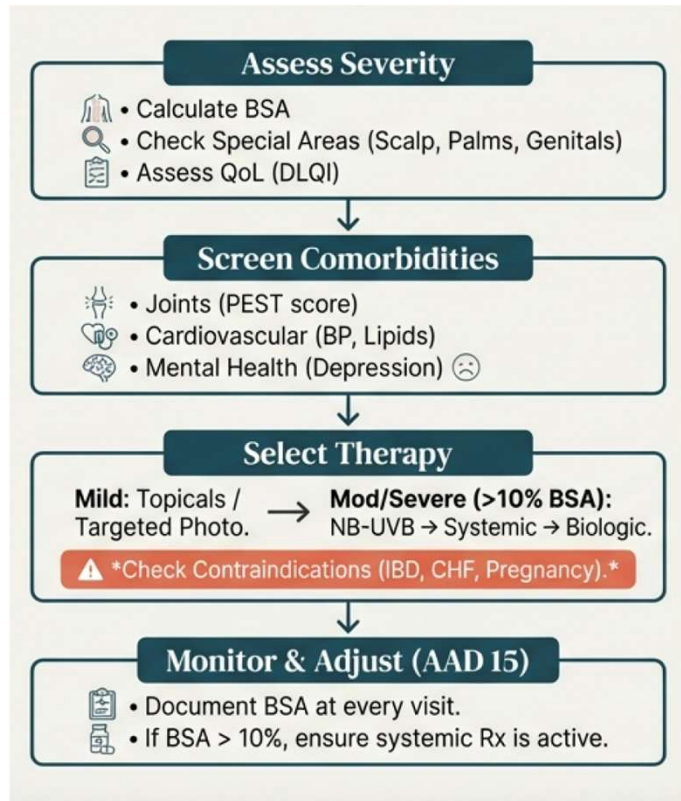 Assess Severity
• Calculate BSA
• Check Special Areas (Scalp, Palms, Genitals)
• Assess QoL (DLQI)
Screen Comorbidities
• Joints (PEST score)
• Cardiovascular (BP, Lipids)
• Mental Health (Depression)
Select Therapy
Mild: Topicals /
Targeted Photo.
→
Mod/Severe (>10% BSA):
NB-UVB → Systemic → Biologic.
*Check Contraindications (IBD, CHF, Pregnancy).*
Monitor & Adjust (AAD 15)
• Document BSA at every visit.
• If BSA > 10%, ensure systemic Rx is active.